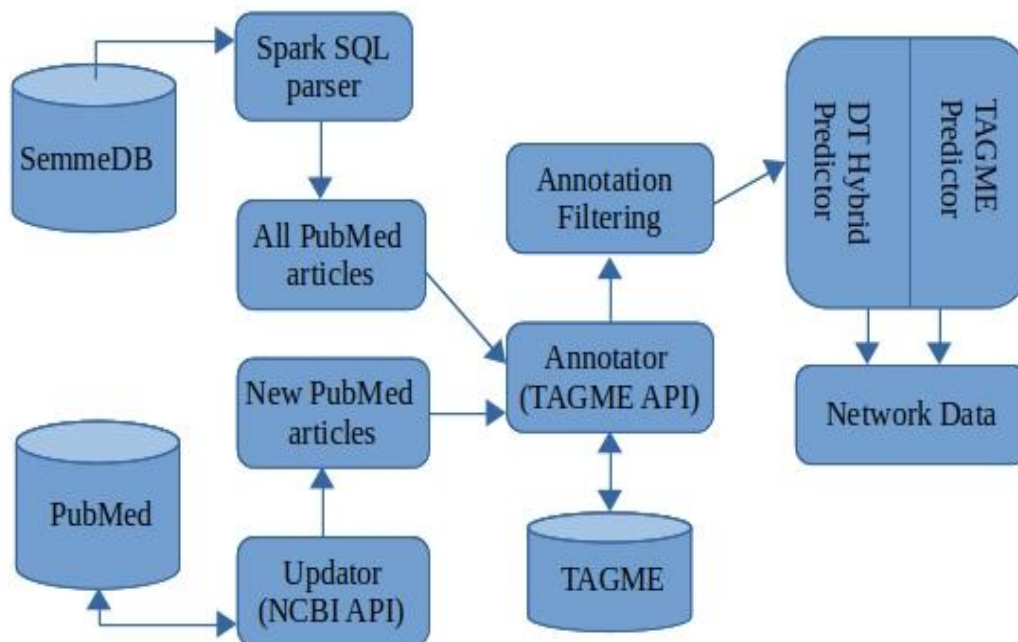 Spark SQL
parser
SemmeDB
All PubMed
articles
Annotation
Filtering
DT Hybrid
Predictor
TAGME
Predictor
New PubMed
articles
Annotator
(TAGME API)
Network Data
PubMed
Updator
(NCBI API)
TAGME